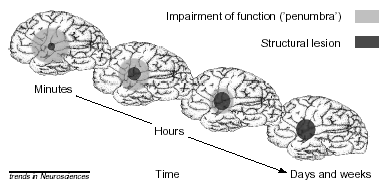 Impairment of function ('penumbra')
Structural lesion
Minutes
Hours
Days and weeks
Time
trends in Neurosciences